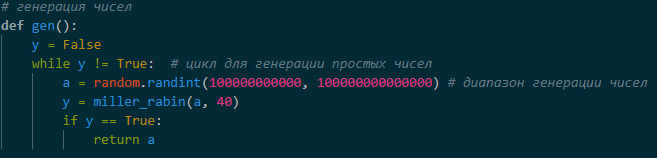 # генерация чисел
def gen():
    y = False
    while y != True:  # цикл для генерации простых чисел
        a = random.randint(100000000000, 100000000000000) # диапазон генерации чисел
        y = miller_rabin(a, 40)
        if y == True:
            return a